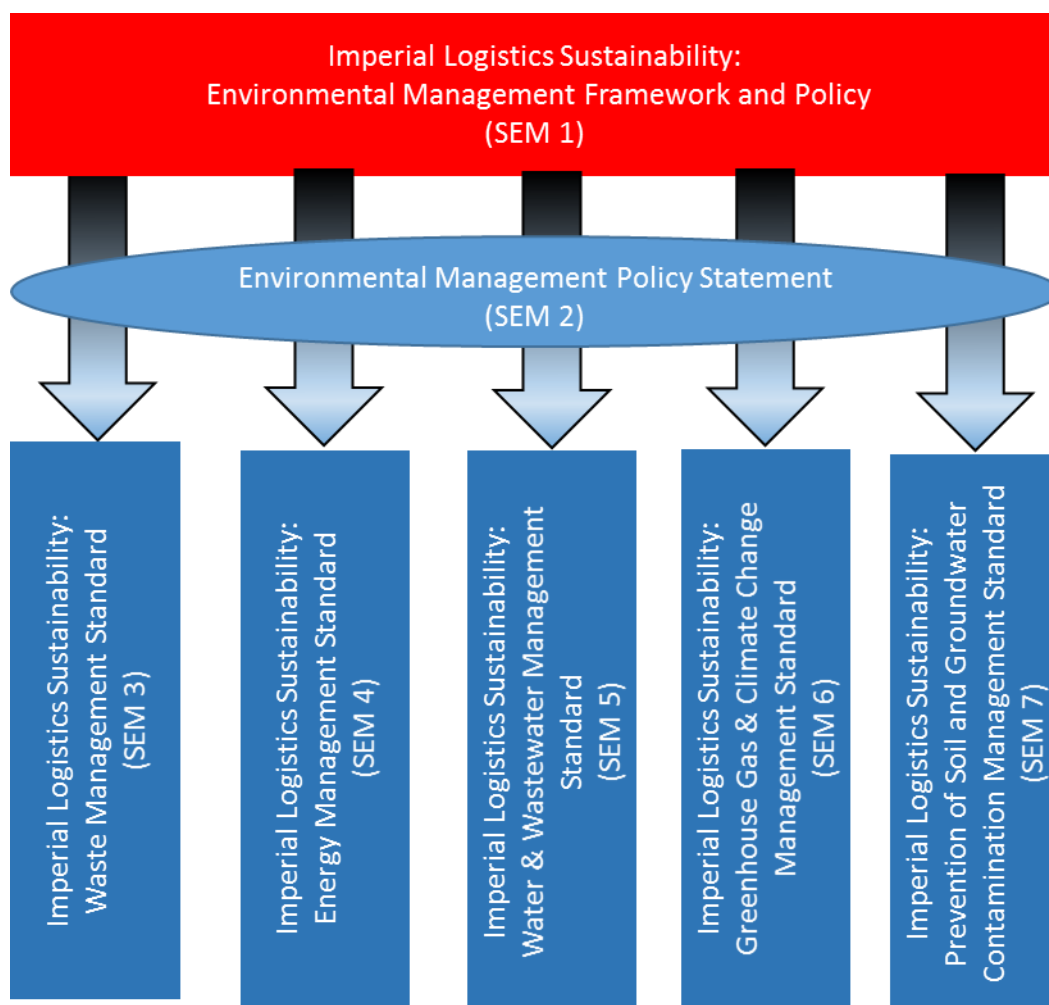 Imperial Logistics Sustainability:
Environmental Management Framework and Policy
(SEM 1)
Environmental Management Policy Statement
(SEM 2)
Imperial Logistics Sustainability:
Waste Management Standard
(SEM 3)
Imperial Logistics Sustainability:
Energy Management Standard
(SEM 4)
Imperial Logistics Sustainability:
Water & Wastewater Management
Standard
(SEM 5)
Imperial Logistics Sustainability:
Greenhouse Gas & Climate Change
Management Standard
(SEM 6)
Imperial Logistics Sustainability:
Prevention of Soil and Groundwater
Contamination Management Standard
(SEM 7)